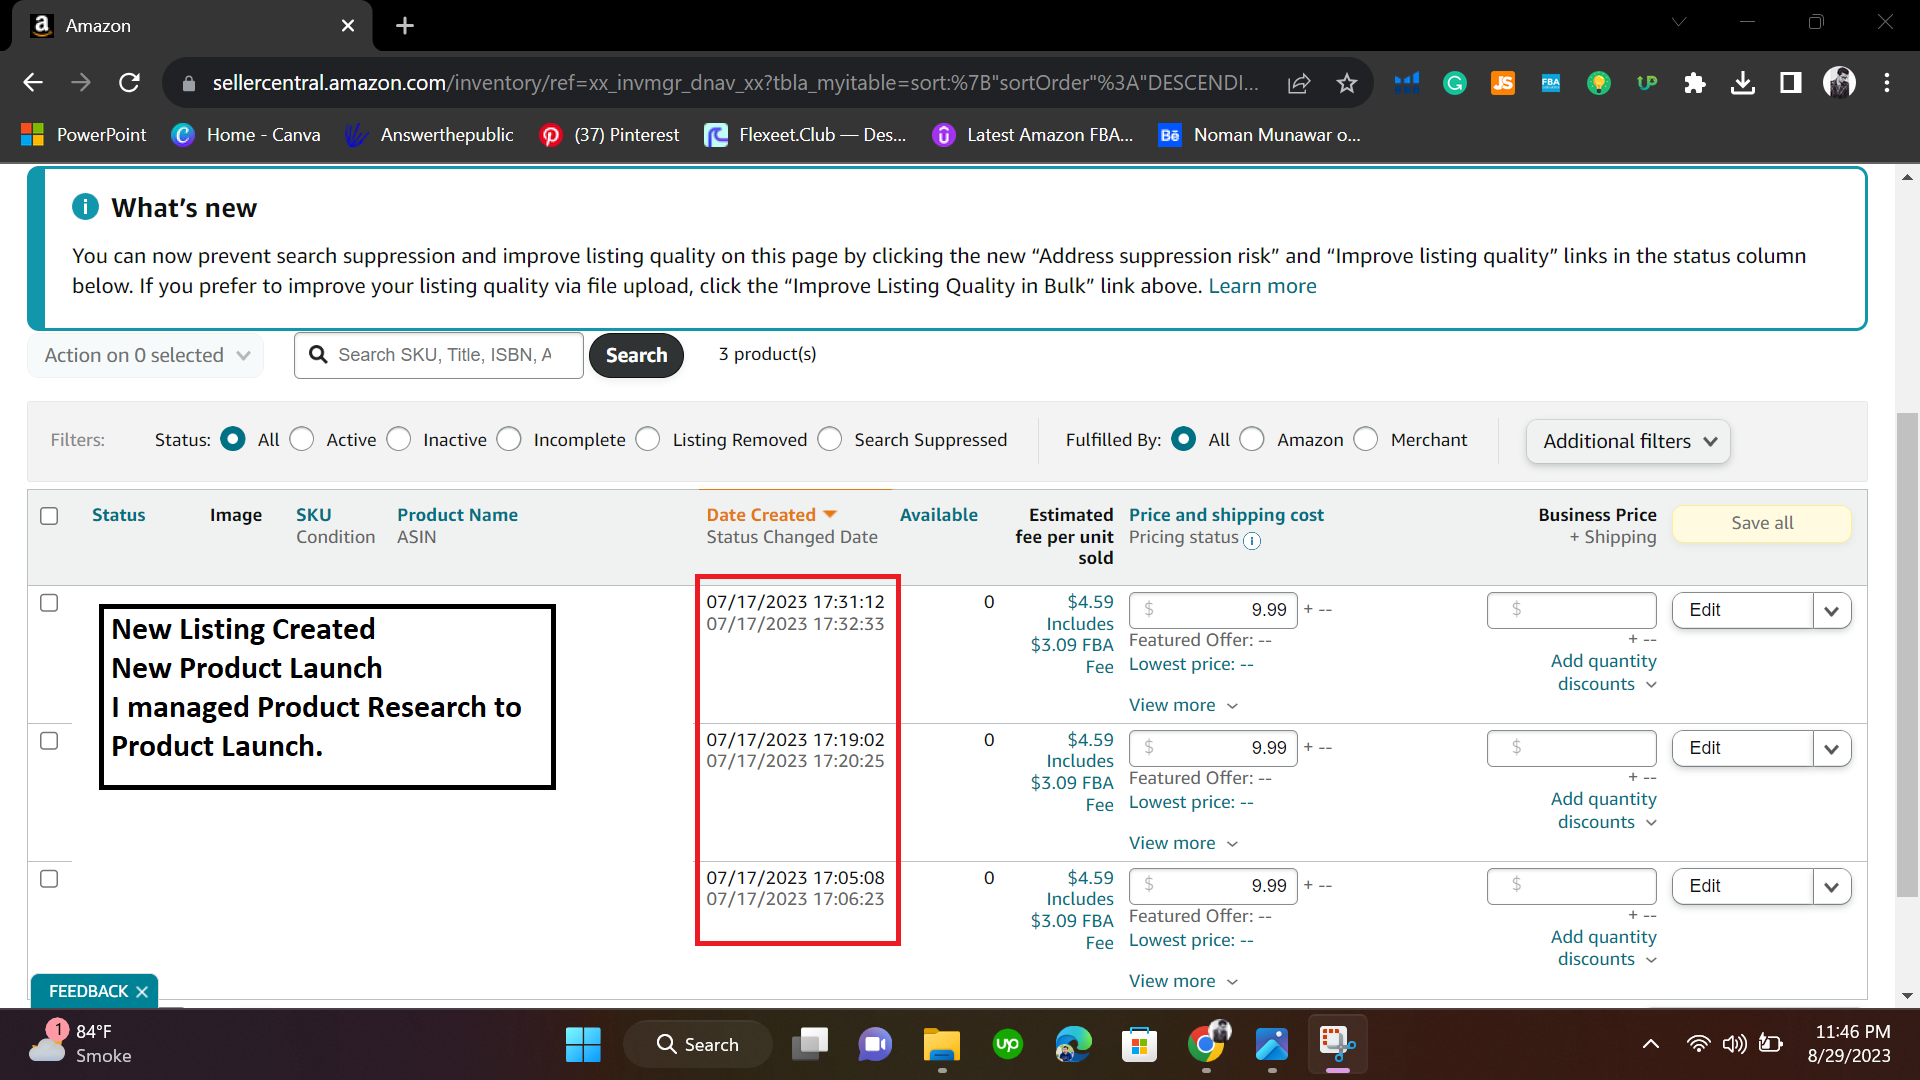 Amazon
sellercentral.amazon.com/inventory/ref=xx_invmgr_dnav_xx?tbla_myitable=sort:%7B"sortOrder"%3A"DESCENDI...
PowerPoint Home - Canva Answerthepublic (37) Pinterest Flexeet.Club — Des... Latest Amazon FBA... Noman Munawar o...
What's new
You can now prevent search suppression and improve listing quality on this page by clicking the new “Address suppression risk” and “Improve listing quality” links in the status column
below. If you prefer to improve your listing quality via file upload, click the “Improve Listing Quality in Bulk” link above. Learn more
Action on 0 selected Search SKU, Title, ISBN, A Search 3 product(s)
Filters: Status: All Active Inactive Incomplete Listing Removed Search Suppressed Fulfilled By: All Amazon Merchant Additional filters
Status Image SKU Product Name Date Created Available Estimated Price and shipping cost Business Price Save all
Condition ASIN Status Changed Date fee per unit Pricing status + Shipping
sold
07/17/2023 17:31:12 0 $4.59 $ 9.99 + -- $ Edit
07/17/2023 17:32:33 Includes
$3.09 FBA Featured Offer: -- + --
Fee Lowest price: -- Add quantity
discounts
View more
New Listing Created
New Product Launch
I managed Product Research to
Product Launch.
07/17/2023 17:19:02 0 $4.59 $ 9.99 + -- $ Edit
07/17/2023 17:20:25 Includes
$3.09 FBA Featured Offer: -- + --
Fee Lowest price: -- Add quantity
discounts
View more
07/17/2023 17:05:08 0 $4.59 $ 9.99 + -- $ Edit
07/17/2023 17:06:23 Includes
$3.09 FBA Featured Offer: -- + --
Fee Lowest price: -- Add quantity
discounts
View more
FEEDBACK
1 84°F
Smoke
Search
11:46 PM
8/29/2023